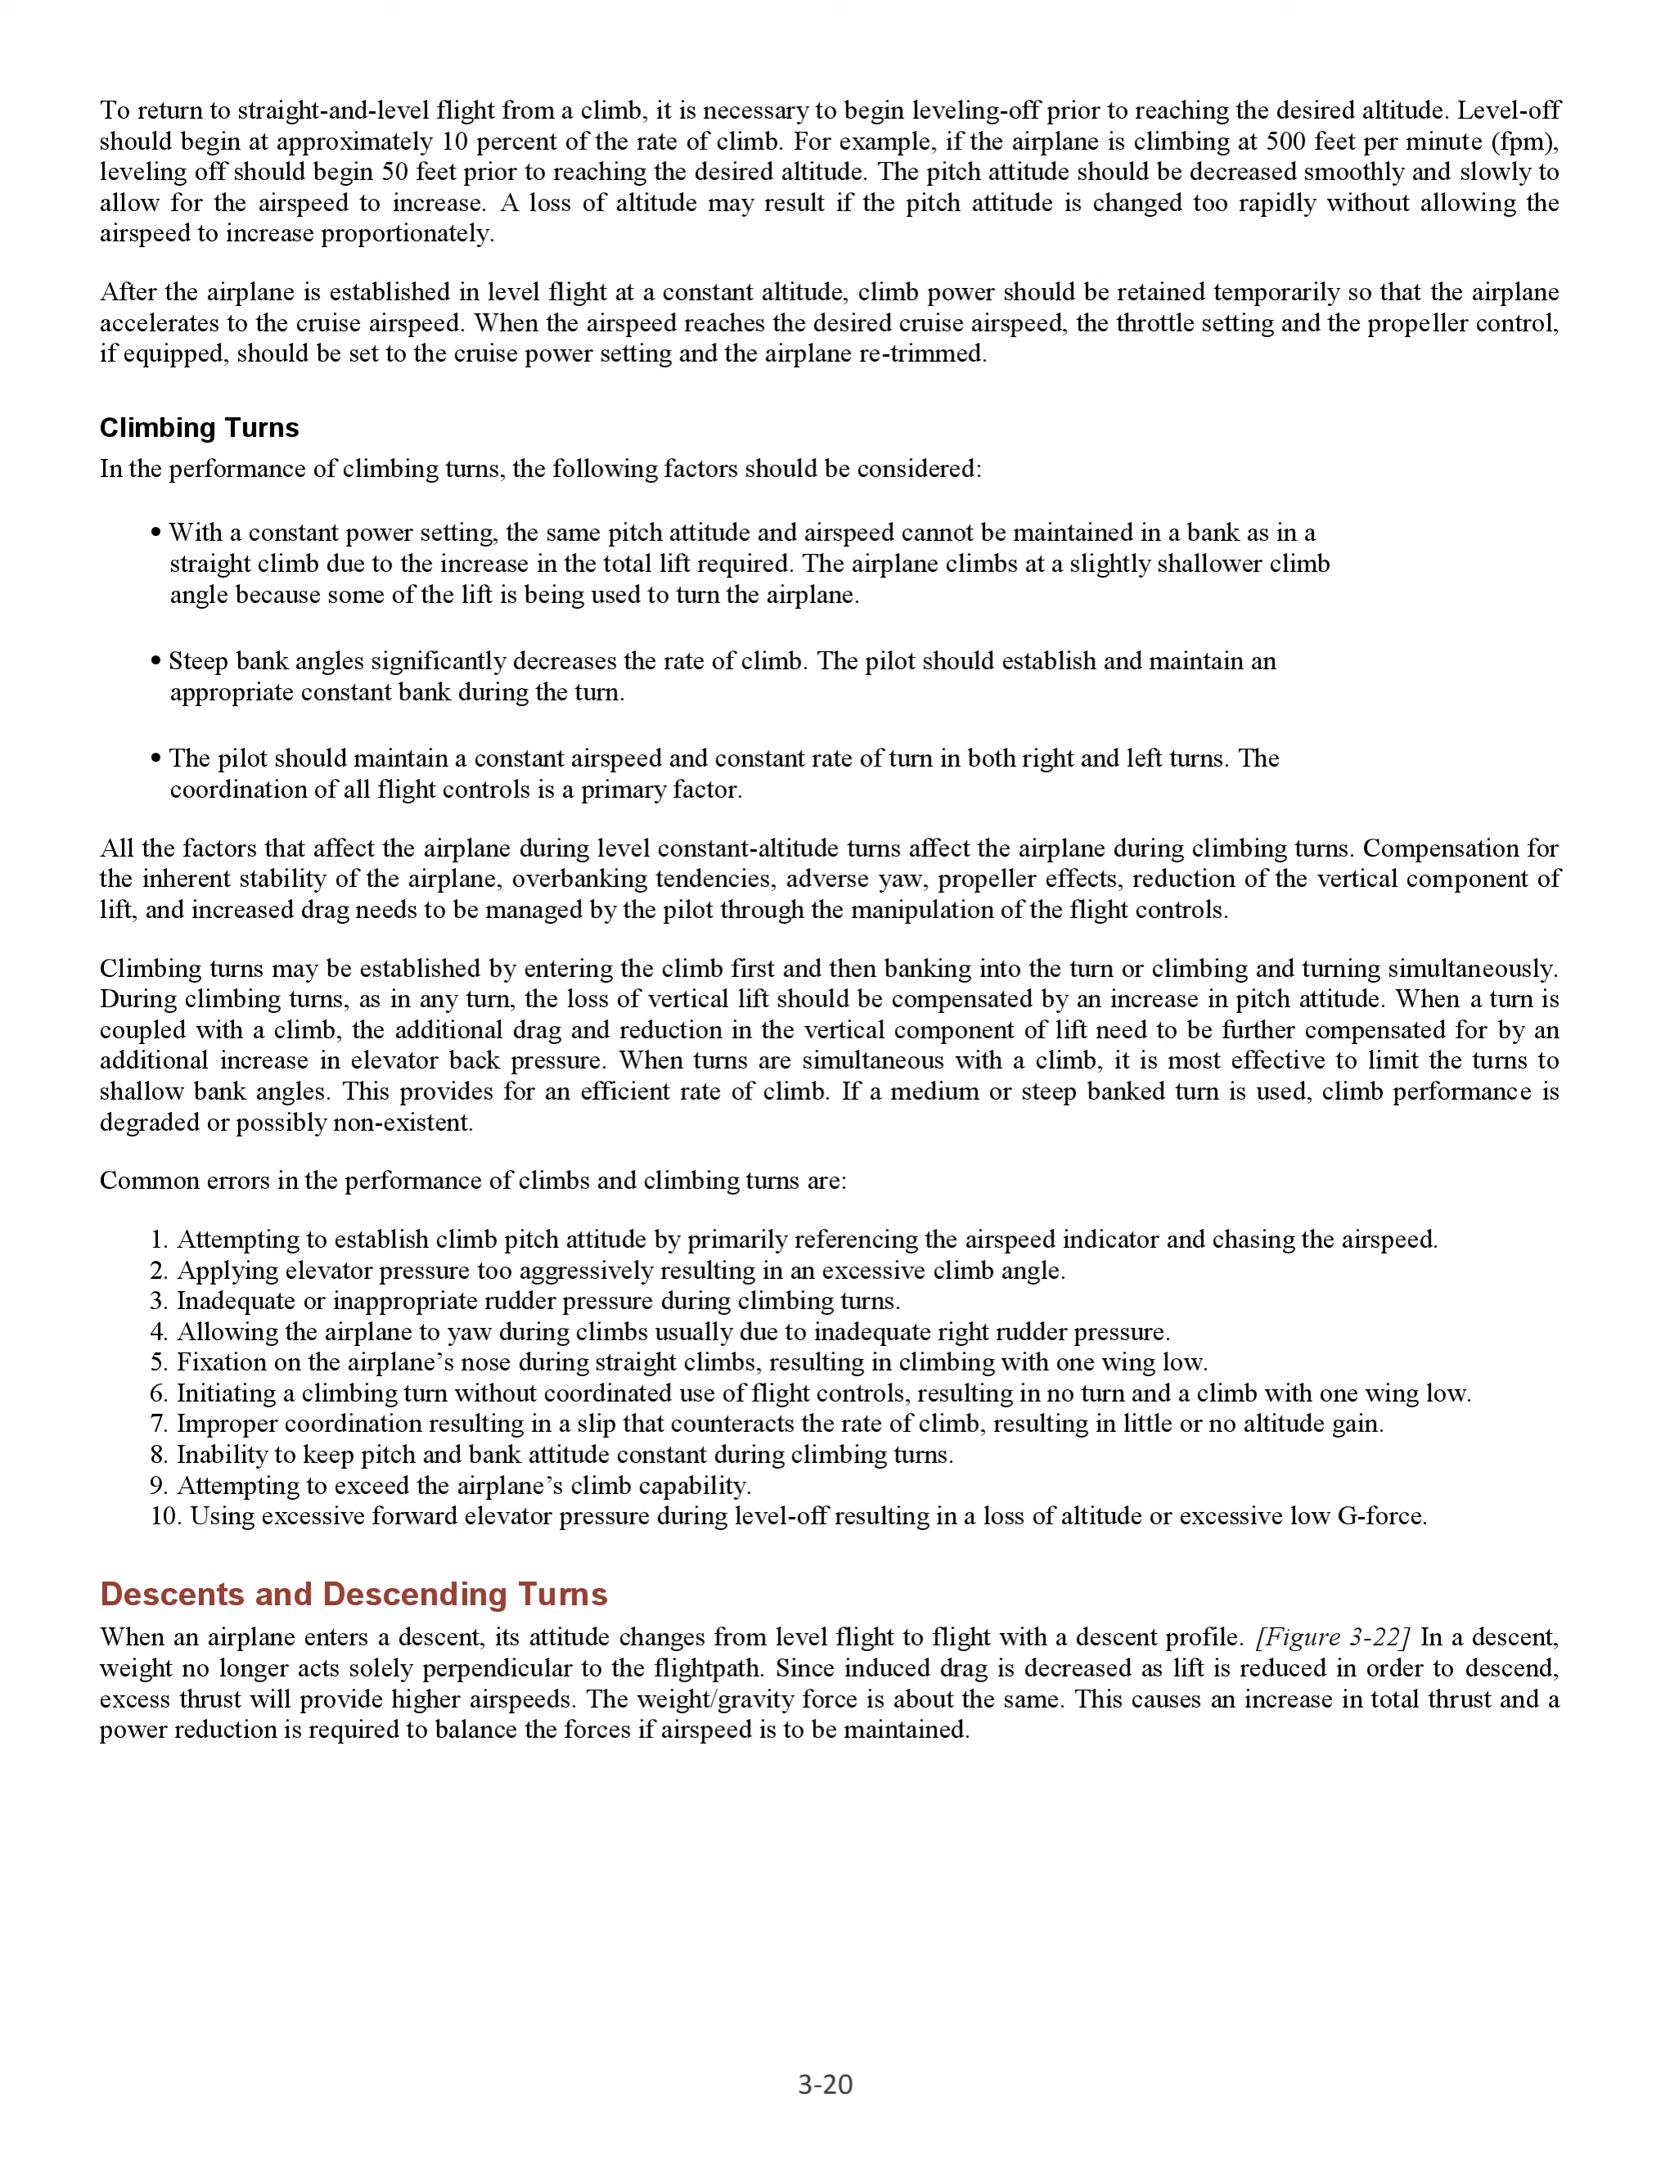 To return to straight-and-level flight from a climb, it is necessary to begin leveling-off prior to reaching the desired altitude. Level-off
should begin at approximately 10 percent of the rate of climb. For example, if the airplane is climbing at 500 feet per minute (fpm),
leveling off should begin 50 feet prior to reaching the desired altitude. The pitch attitude should be decreased smoothly and slowly to
allow for the airspeed to increase. A loss of altitude may result if the pitch attitude is changed too rapidly without allowing the
airspeed to increase proportionately.
After the airplane is established in level flight at a constant altitude, climb power should be retained temporarily so that the airplane
accelerates to the cruise airspeed. When the airspeed reaches the desired cruise airspeed, the throttle setting and the propeller control,
if equipped, should be set to the cruise power setting and the airplane re-trimmed.
Climbing Turns
In the performance of climbing turns, the following factors should be considered:
• With a constant power setting, the same pitch attitude and airspeed cannot be maintained in a bank as in a
straight climb due to the increase in the total lift required. The airplane climbs at a slightly shallower climb
angle because some of the lift is being used to turn the airplane.
• Steep bank angles significantly decreases the rate of climb. The pilot should establish and maintain an
appropriate constant bank during the turn.
• The pilot should maintain a constant airspeed and constant rate of turn in both right and left turns. The
coordination of all flight controls is a primary factor.
All the factors that affect the airplane during level constant-altitude turns affect the airplane during climbing turns. Compensation for
the inherent stability of the airplane, overbanking tendencies, adverse yaw, propeller effects, reduction of the vertical component of
lift, and increased drag needs to be managed by the pilot through the manipulation of the flight controls.
Climbing turns may be established by entering the climb first and then banking into the turn or climbing and turning simultaneously.
During climbing turns, as in any turn, the loss of vertical lift should be compensated by an increase in pitch attitude. When a turn is
coupled with a climb, the additional drag and reduction in the vertical component of lift need to be further compensated for by an
additional increase in elevator back pressure. When turns are simultaneous with a climb, it is most effective to limit the turns to
shallow bank angles. This provides for an efficient rate of climb. If a medium or steep banked turn is used, climb performance is
degraded or possibly non-existent.
Common errors in the performance of climbs and climbing turns are:
1. Attempting to establish climb pitch attitude by primarily referencing the airspeed indicator and chasing the airspeed.
2. Applying elevator pressure too aggressively resulting in an excessive climb angle.
3. Inadequate or inappropriate rudder pressure during climbing turns.
4. Allowing the airplane to yaw during climbs usually due to inadequate right rudder pressure.
5. Fixation on the airplane’s nose during straight climbs, resulting in climbing with one wing low.
6. Initiating a climbing turn without coordinated use of flight controls, resulting in no turn and a climb with one wing low.
7. Improper coordination resulting in a slip that counteracts the rate of climb, resulting in little or no altitude gain.
8. Inability to keep pitch and bank attitude constant during climbing turns.
9. Attempting to exceed the airplane’s climb capability.
10. Using excessive forward elevator pressure during level-off resulting in a loss of altitude or excessive low G-force.
Descents and Descending Turns
When an airplane enters a descent, its attitude changes from level flight to flight with a descent profile. [Figure 3-22] In a descent,
weight no longer acts solely perpendicular to the flightpath. Since induced drag is decreased as lift is reduced in order to descend,
excess thrust will provide higher airspeeds. The weight/gravity force is about the same. This causes an increase in total thrust and a
power reduction is required to balance the forces if airspeed is to be maintained.
3-20